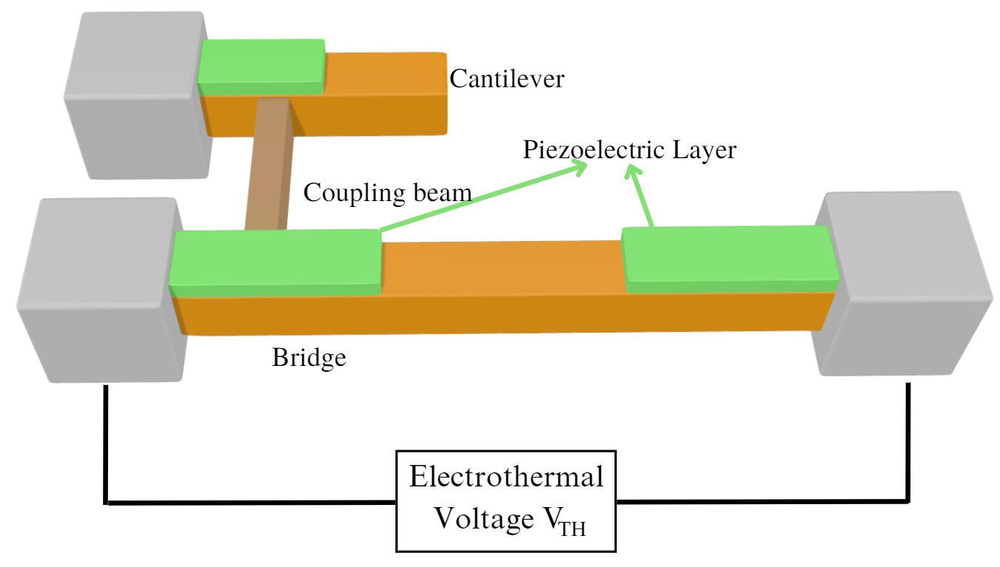 Cantilever
Piezoelectric Layer
Coupling beam
Bridge
Electrothermal
Voltage V_TH